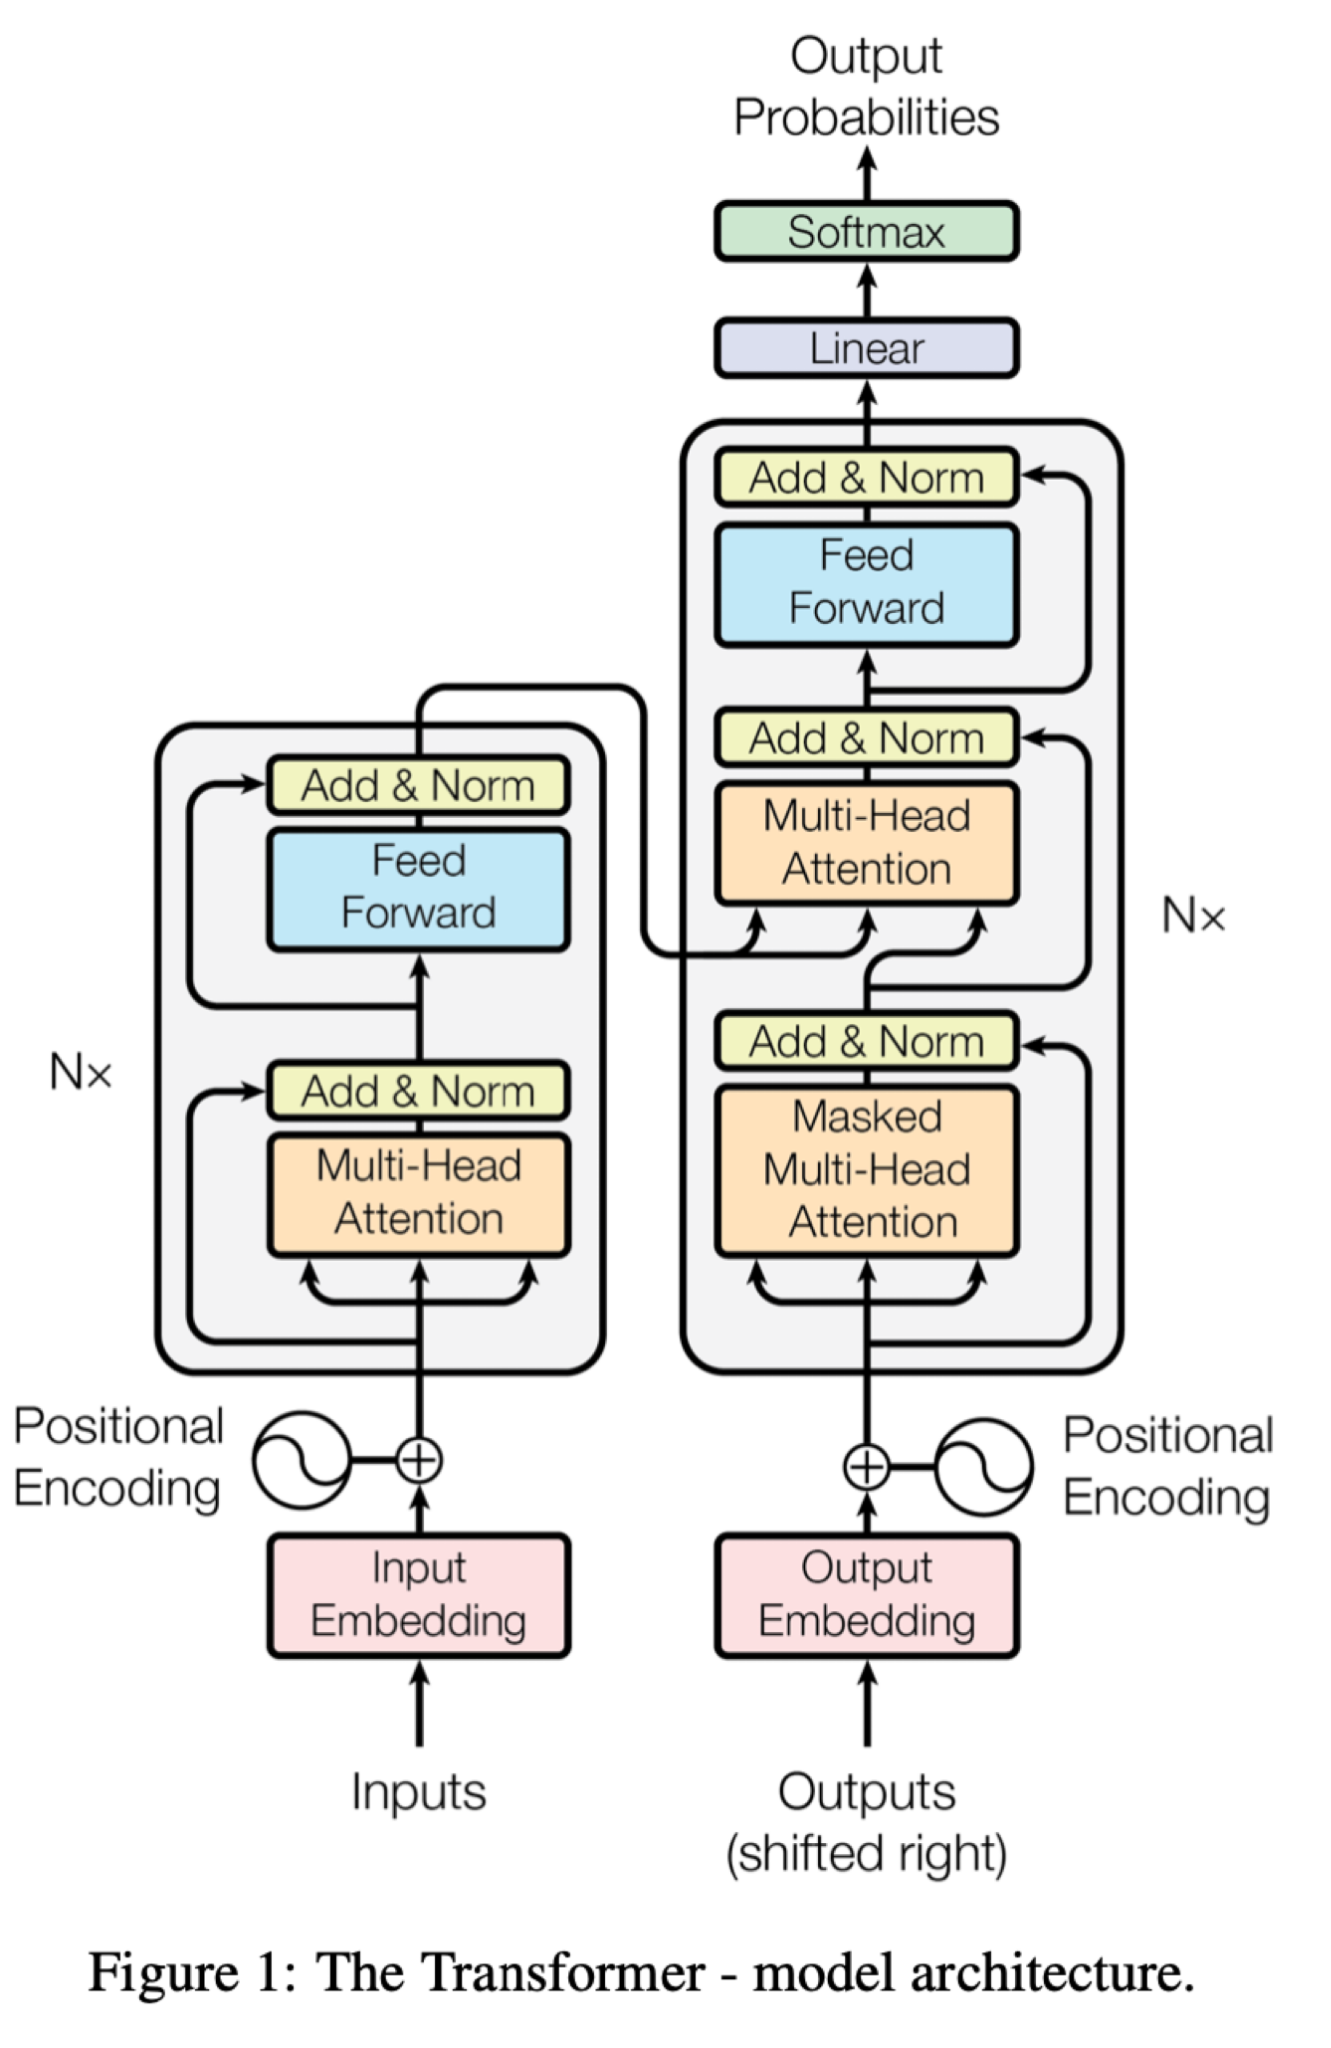 Output
Probabilities
Softmax
Linear
Add & Norm
Feed
Forward
Add & Norm
Multi-Head
Attention
Add & Norm
Masked
Multi-Head
Attention
N×
Add & Norm
Feed
Forward
Add & Norm
Multi-Head
Attention
N×
Positional
Encoding
Positional
Encoding
Input
Embedding
Output
Embedding
Inputs
Outputs
(shifted right)
Figure 1: The Transformer - model architecture.